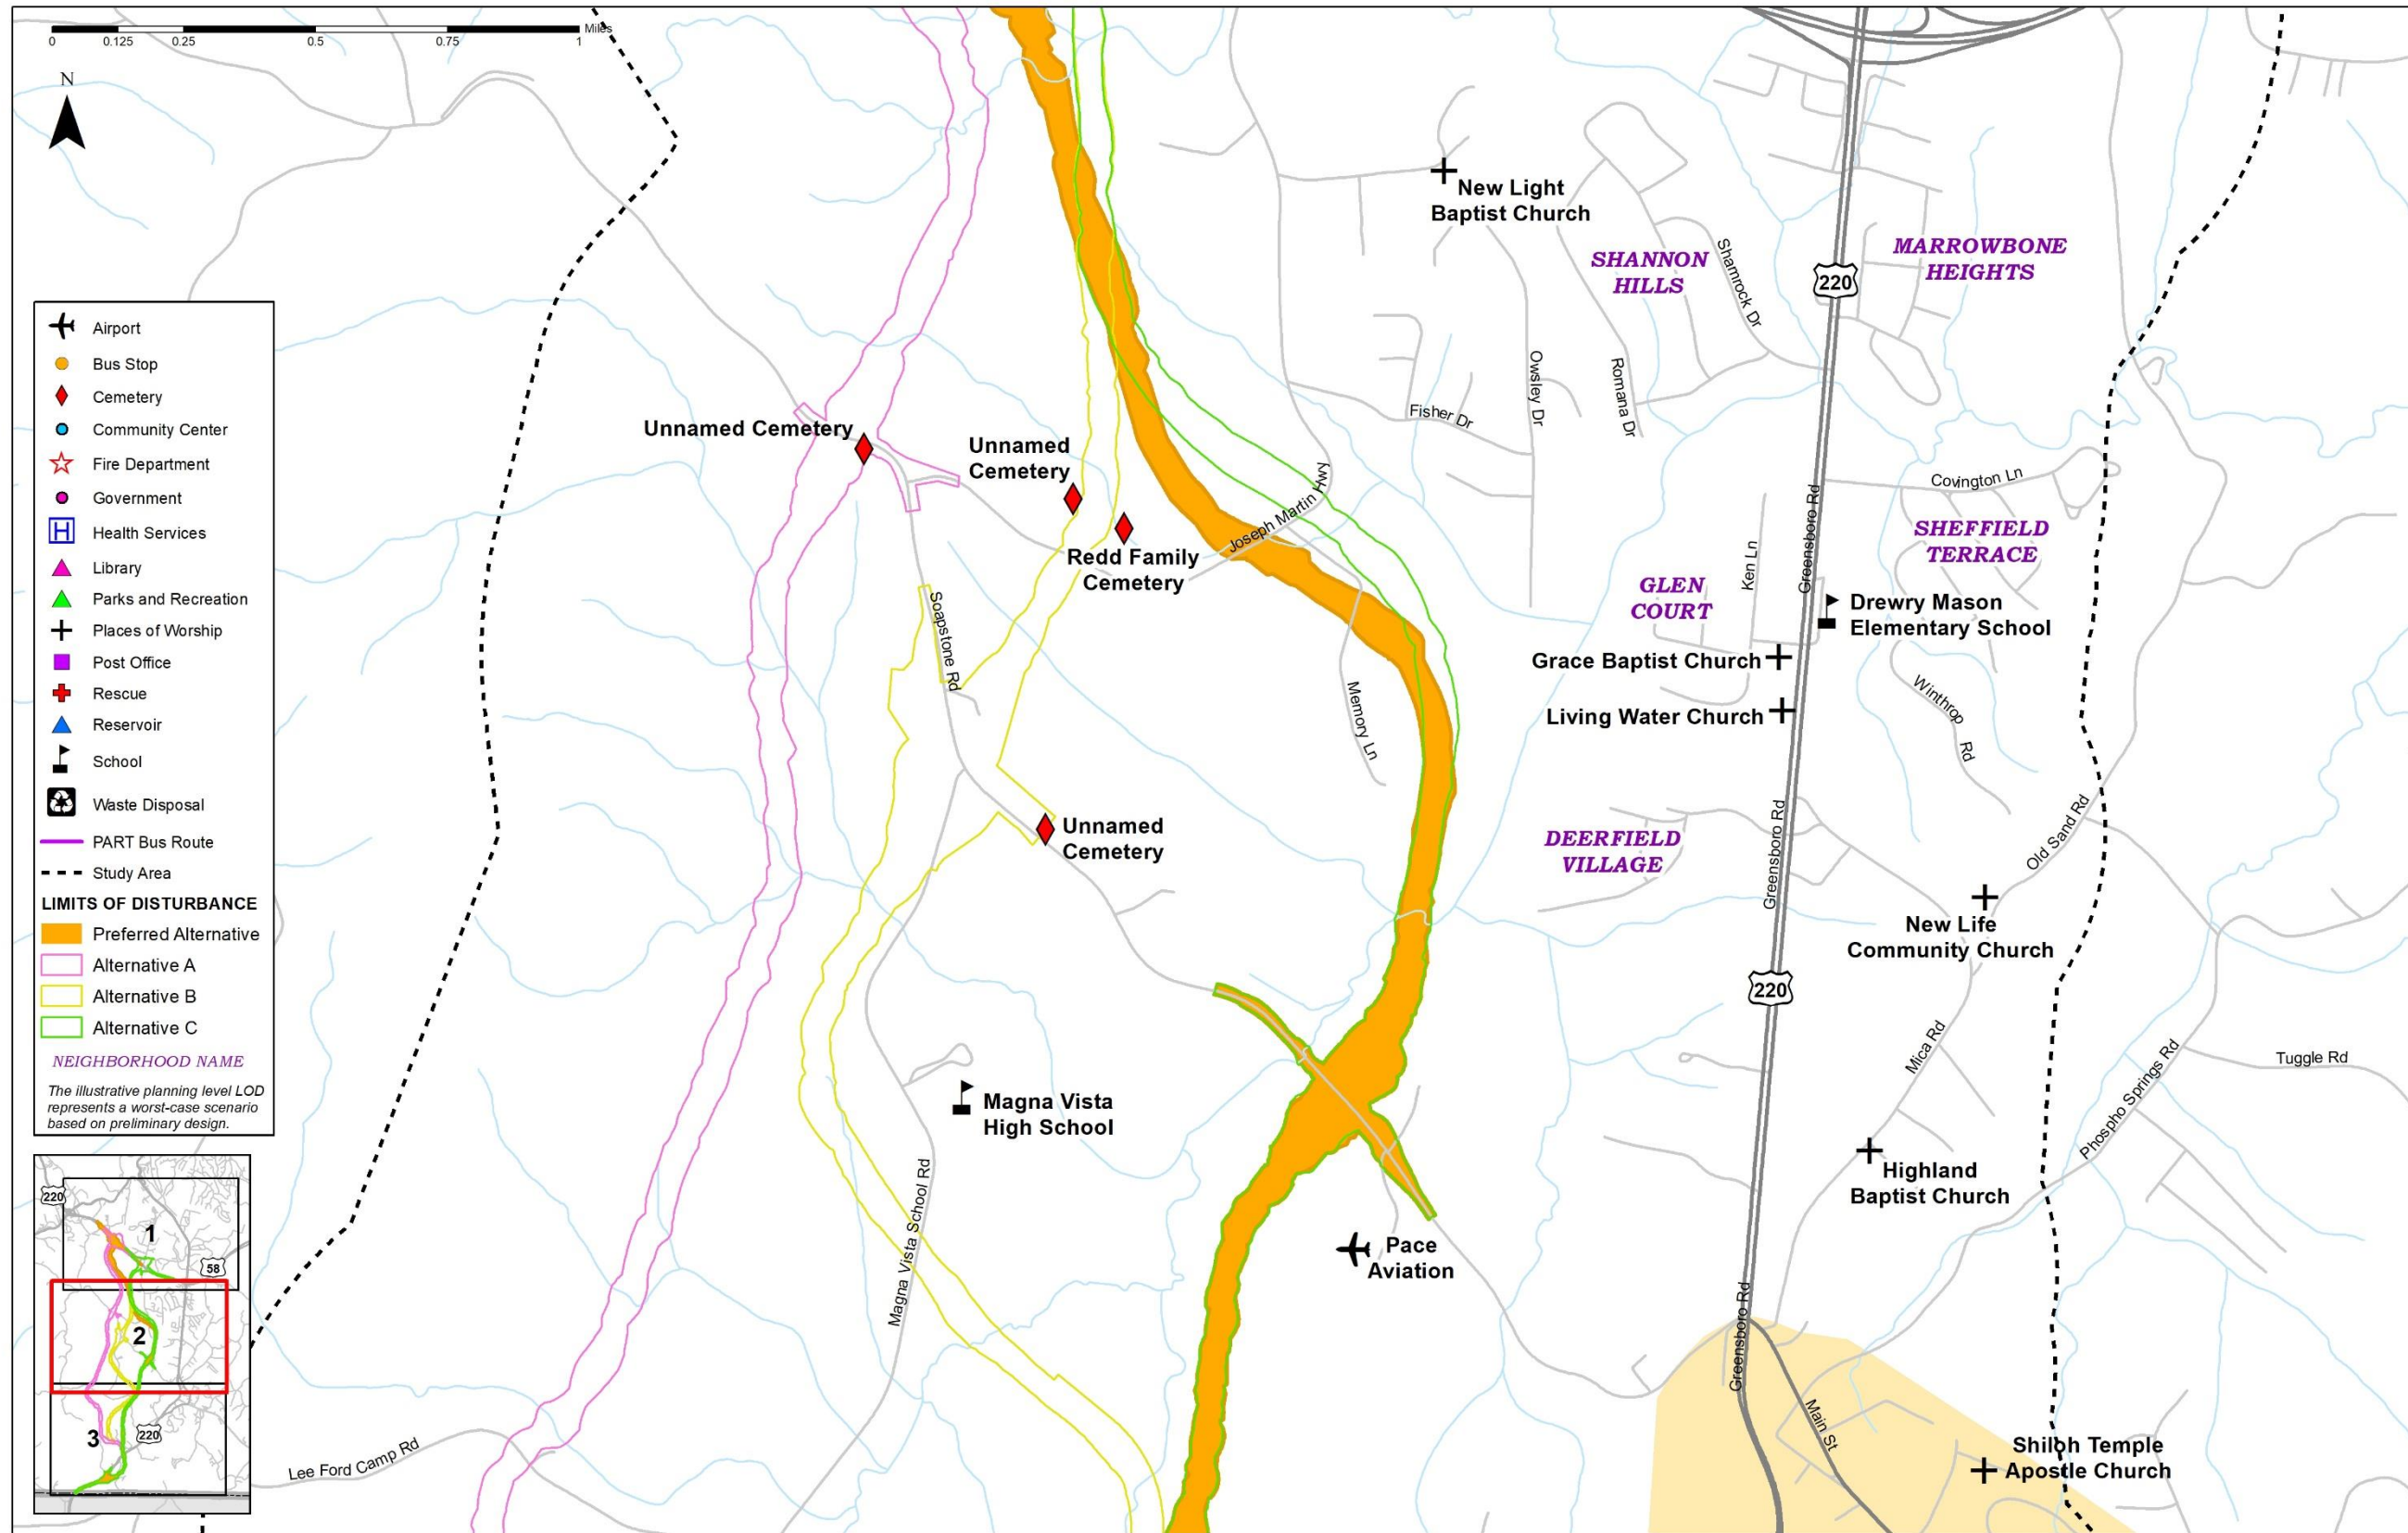 0 0.125 0.25 0.5 0.75 1 Miles
N
New Light
Baptist Church
SHANNON
HILLS
Shamrock Dr
MARROWBONE
HEIGHTS
220
Owsley Dr
Romana Dr
Fisher Dr
Unnamed Cemetery
Unnamed
Cemetery
Joseph Martin Hwy
Redd Family
Cemetery
Covington Ln
Greensboro Rd
SHEFFIELD
TERRACE
Ken Ln
GLEN
COURT
Drewry Mason
Elementary School
Grace Baptist Church
Living Water Church
Winthrop Rd
Soapstone Rd
Memory Ln
Unnamed
Cemetery
DEERFIELD
VILLAGE
Greensboro Rd
Old Sand Rd
New Life
Community Church
220
Mica Rd
Phospho Springs Rd
Tuggle Rd
Magna Vista
High School
Magna Vista School Rd
Highland
Baptist Church
Pace
Aviation
Greensboro Rd
Main St
Shiloh Temple
Apostle Church
Lee Ford Camp Rd
Airport
Bus Stop
Cemetery
Community Center
Fire Department
Government
H Health Services
Library
Parks and Recreation
Places of Worship
Post Office
Rescue
Reservoir
School
Waste Disposal
PART Bus Route
Study Area
LIMITS OF DISTURBANCE
Preferred Alternative
Alternative A
Alternative B
Alternative C
NEIGHBORHOOD NAME
The illustrative planning level LOD
represents a worst-case scenario
based on preliminary design.
220
1
58
2
3
220